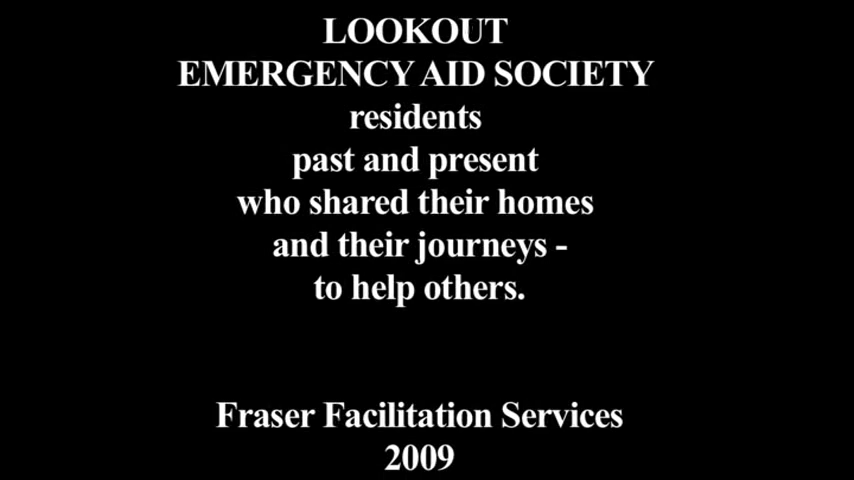 LOOKOUT
EMERGENCY AID SOCIETY
residents
past and present
who shared their homes
and their journeys -
to help others.
Fraser Facilitation Services
2009